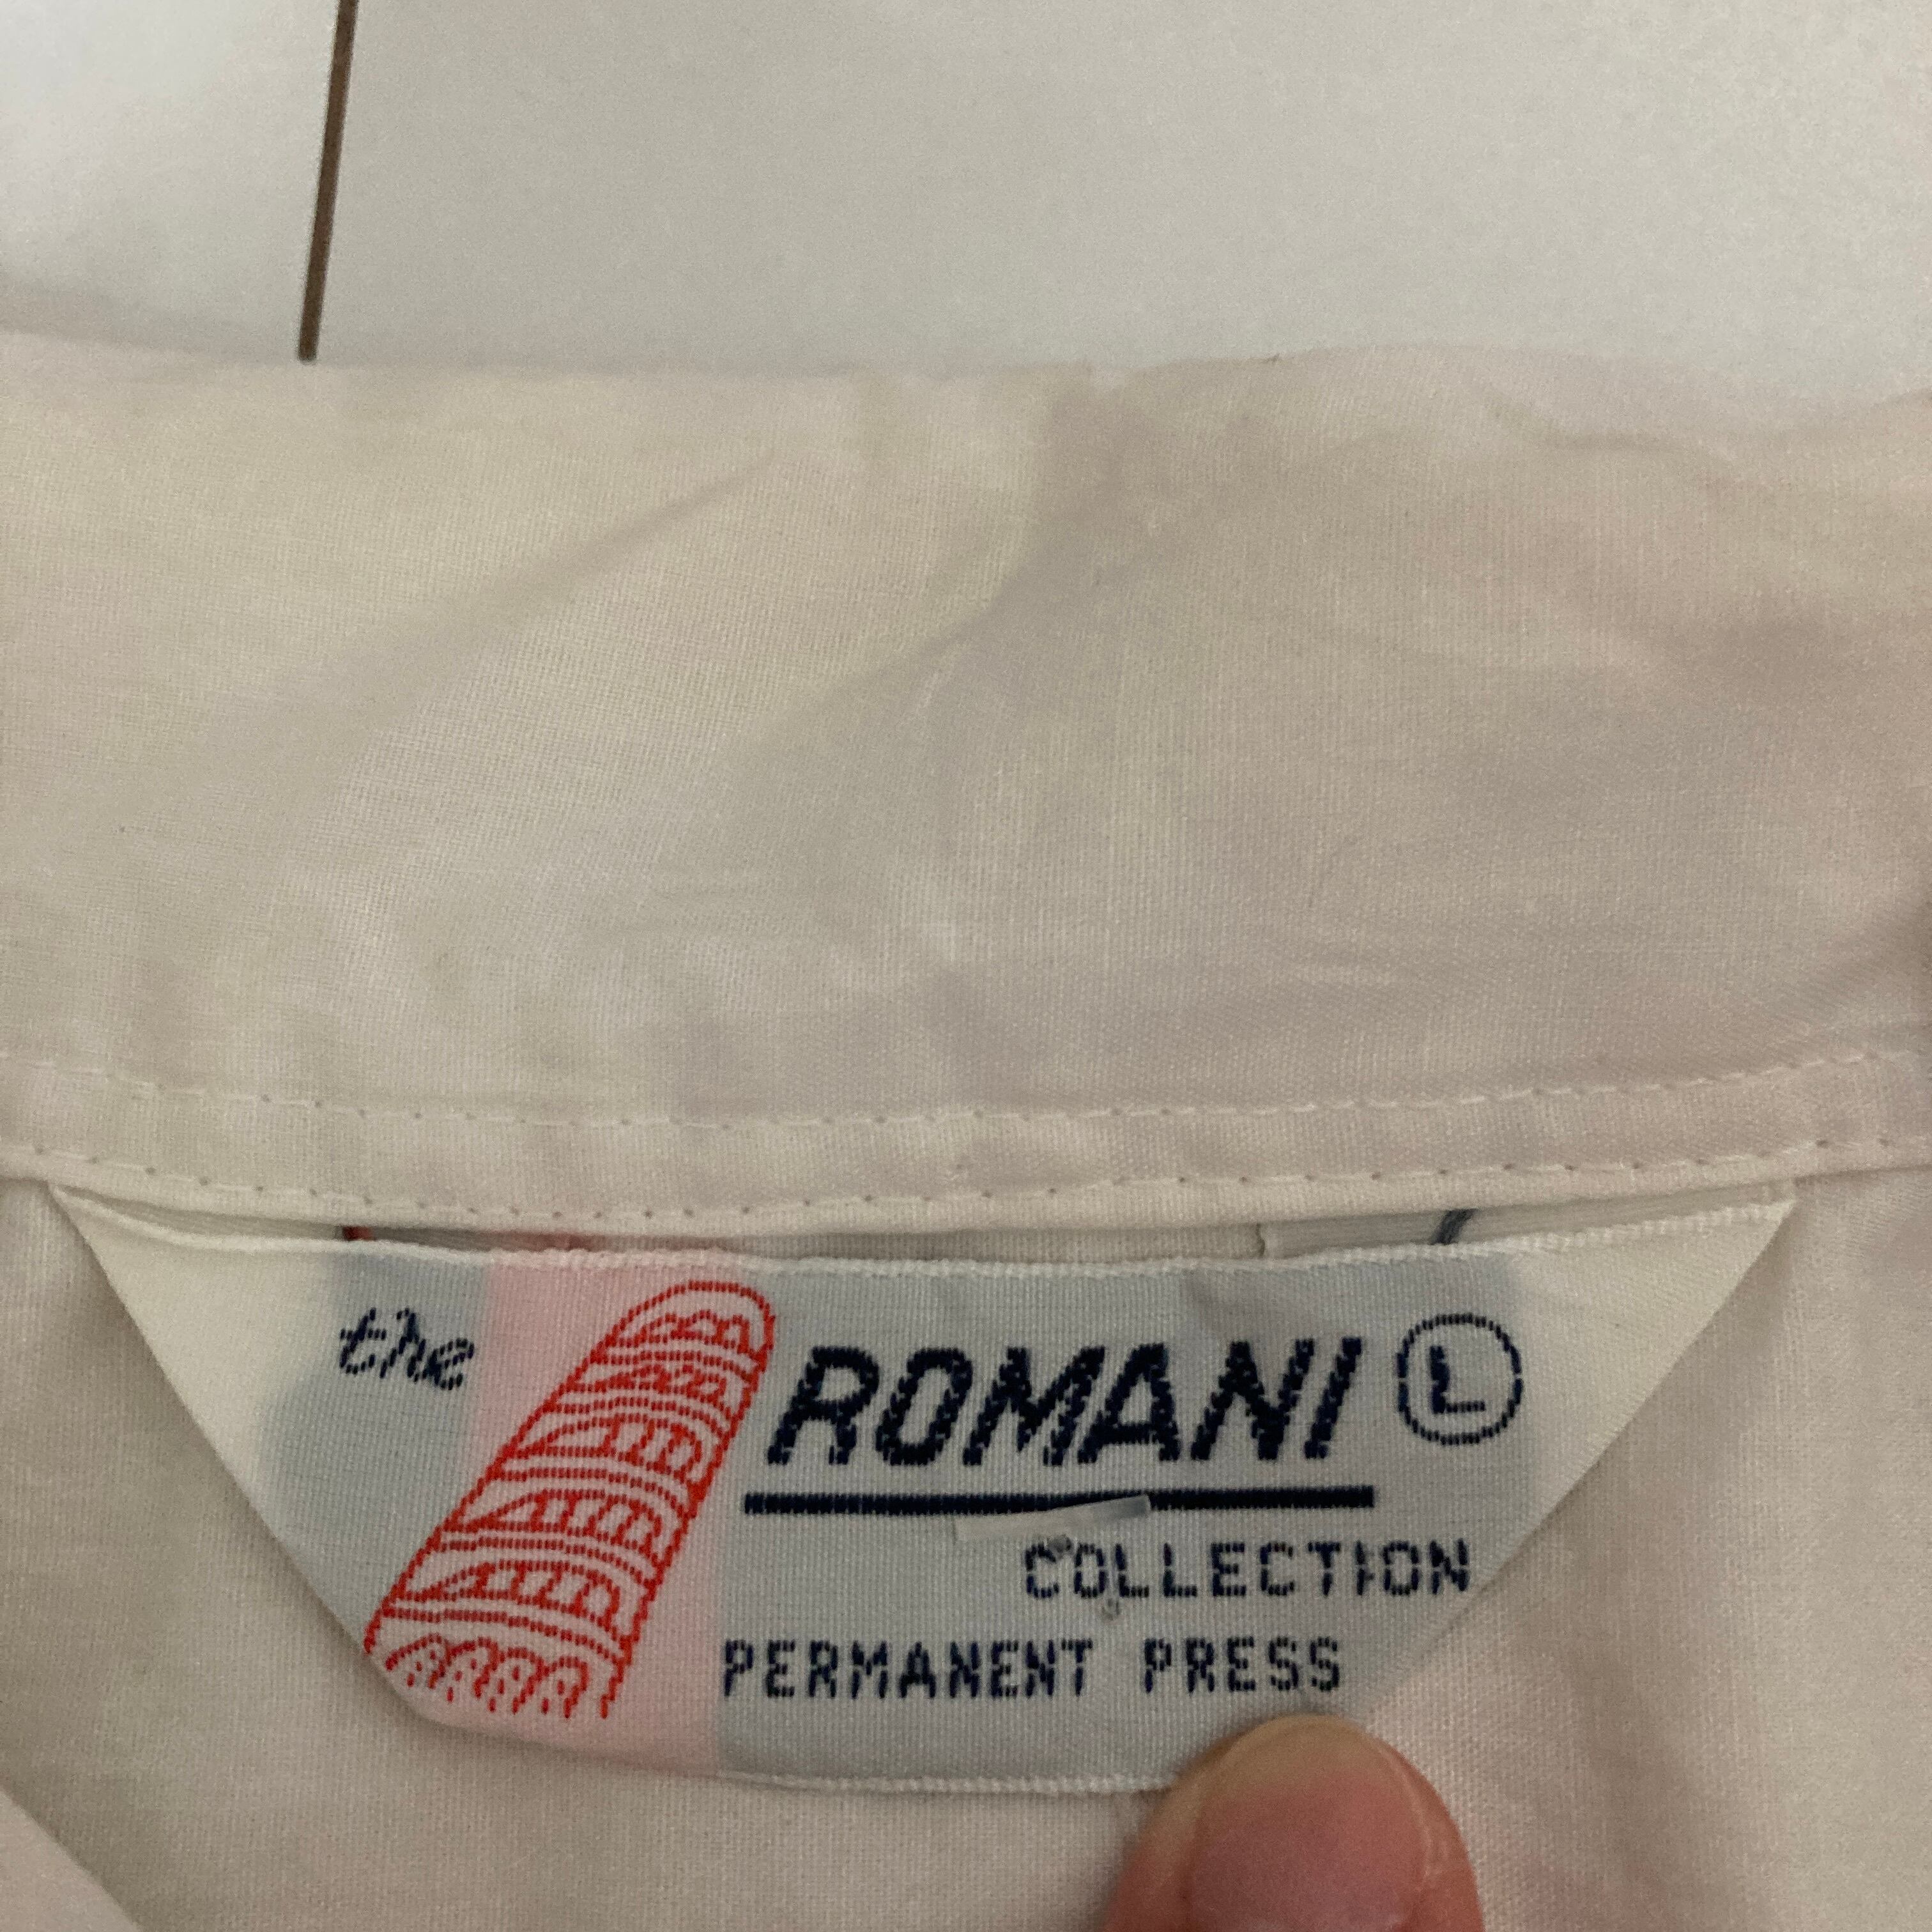 the ROMANI L
COLLECTION
PERMANENT PRESS